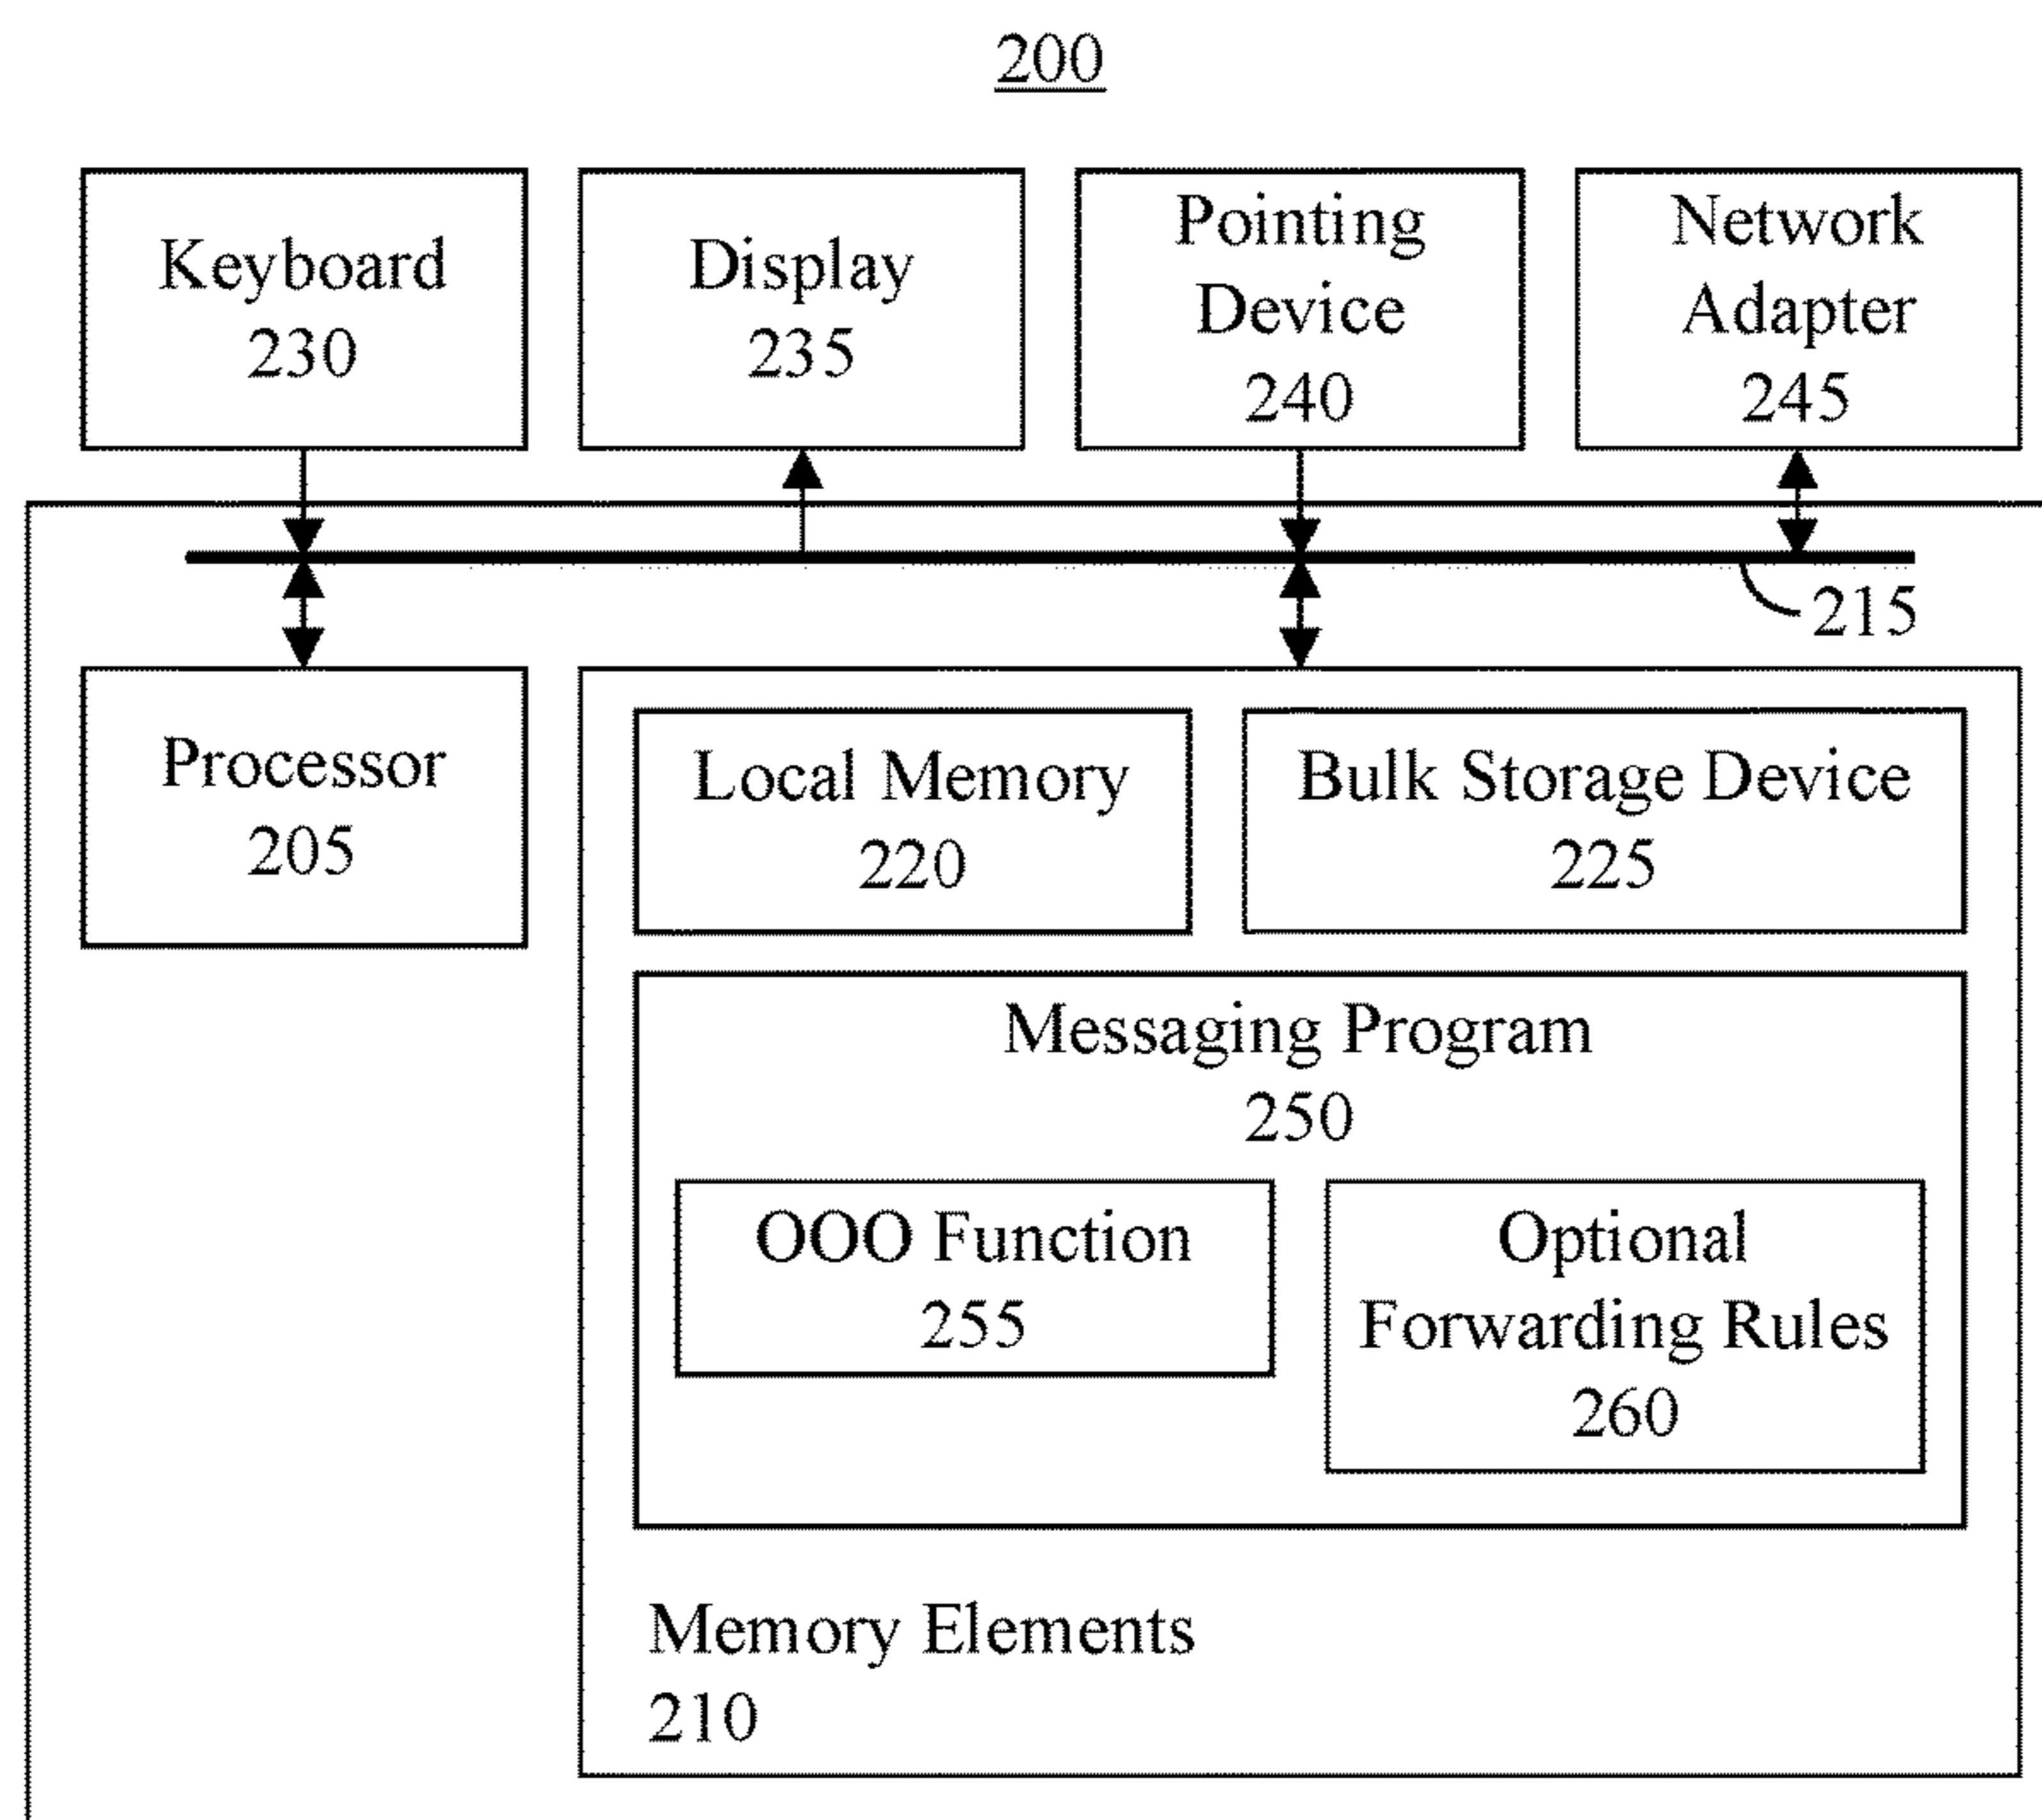 200
Keyboard
230
Display
235
Pointing
Device
240
Network
Adapter
245
215
Processor
205
Local Memory
220
Bulk Storage Device
225
Messaging Program
250
OOO Function
255
Optional
Forwarding Rules
260
Memory Elements
210